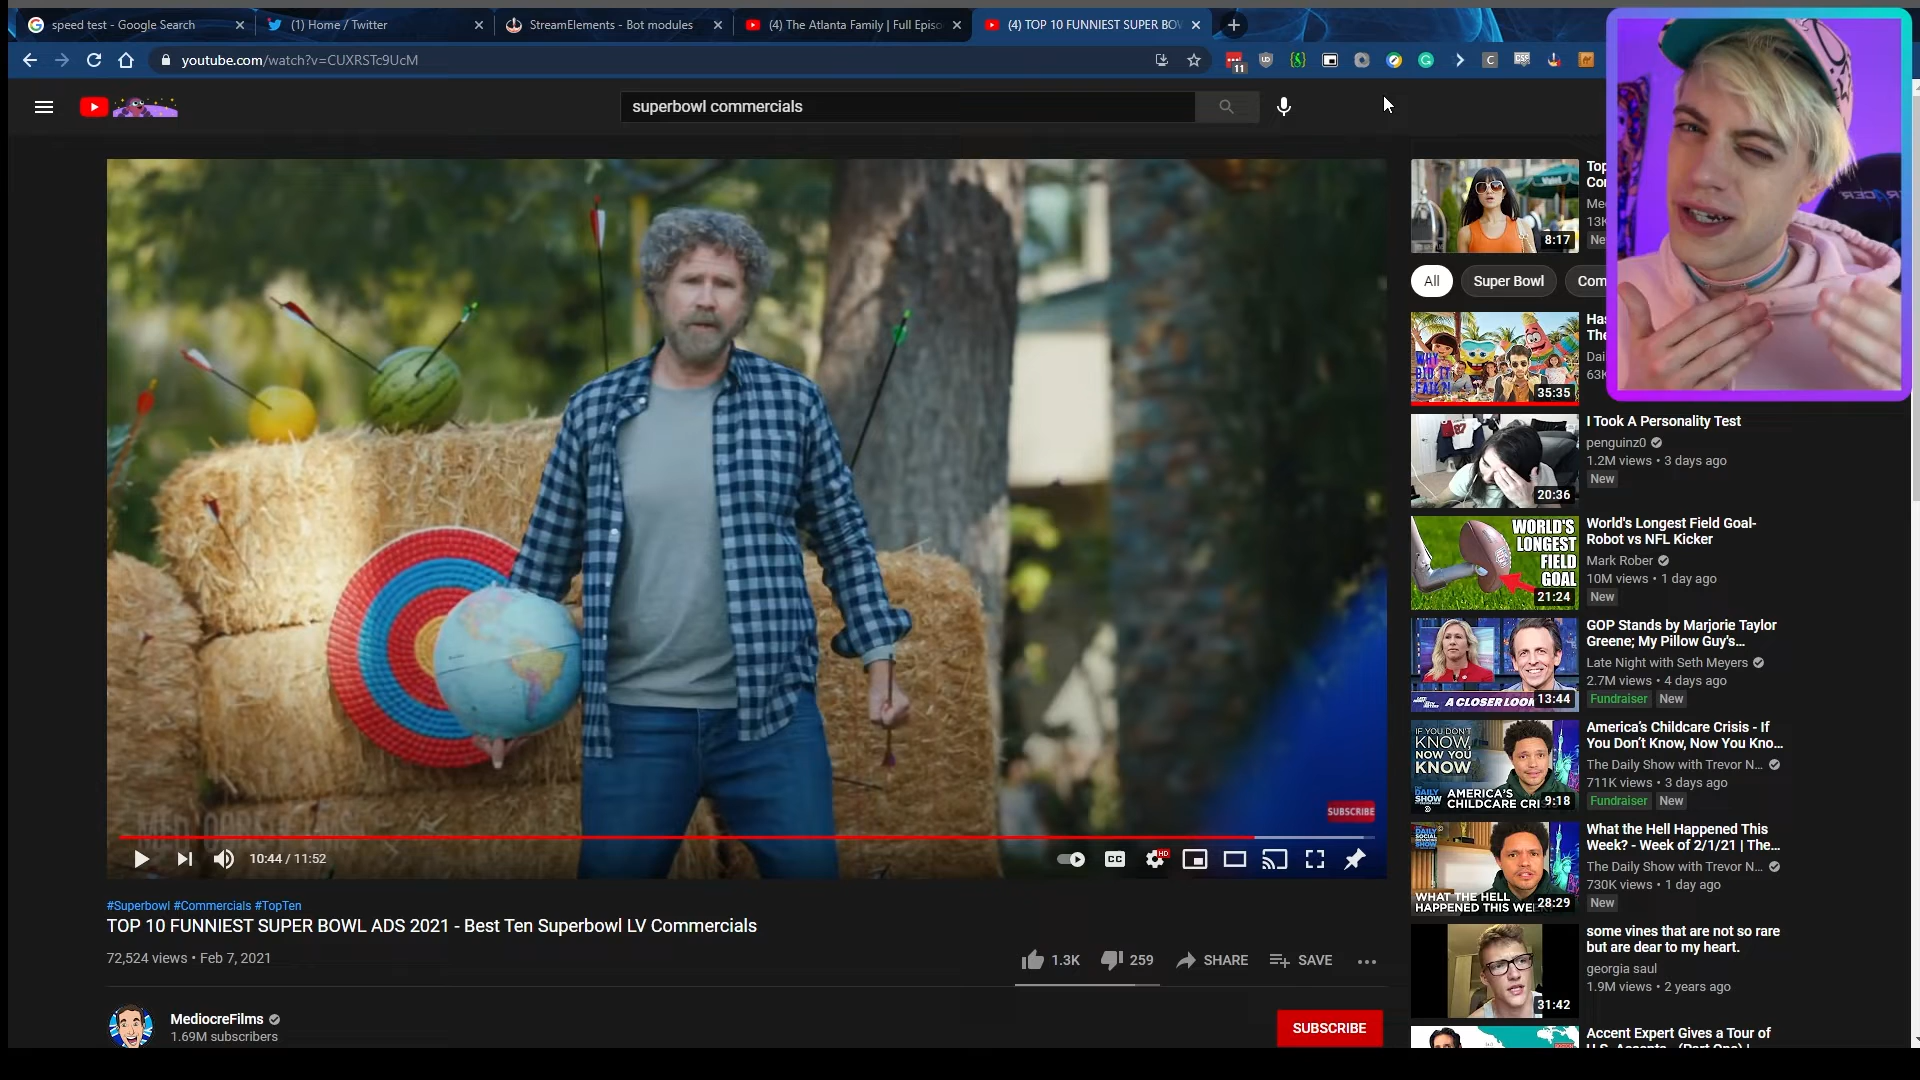 speed test - Google Search
(1) Home / Twitter
StreamElements - Bot modules
(4) The Atlanta Family | Full Episo
(4) TOP 10 FUNNIEST SUPER BOW
youtube.com/watch?v=CUXRSTc9UcM
11
superbowl commercials
8:17
All
Super Bowl
WHY DID IT FAIL?!
35:35
I Took A Personality Test
penguinz0
1.2M views • 3 days ago
New
20:36
WORLD'S LONGEST FIELD GOAL
21:24
World's Longest Field Goal-
Robot vs NFL Kicker
Mark Rober
10M views • 1 day ago
New
GOP Stands by Marjorie Taylor
Greene; My Pillow Guy's...
Late Night with Seth Meyers
2.7M views • 4 days ago
Fundraiser New
A CLOSER LOOK
13:44
IF YOU DON'T
KNOW,
NOW YOU
KNOW
AMERICA'S
CHILDCARE CRI
9:18
America's Childcare Crisis - If
You Don't Know, Now You Kno...
The Daily Show with Trevor N...
711K views • 3 days ago
Fundraiser New
What the Hell Happened This
Week? - Week of 2/1/21 | The...
The Daily Show with Trevor N...
730K views • 1 day ago
New
WHAT THE HELL
HAPPENED THIS WE
28:29
some vines that are not so rare
but are dear to my heart.
georgia saul
1.9M views • 2 years ago
31:42
Accent Expert Gives a Tour of
SUBSCRIBE
10:44 / 11:52
CC
HD
#Superbowl #Commercials #TopTen
TOP 10 FUNNIEST SUPER BOWL ADS 2021 - Best Ten Superbowl LV Commercials
72,524 views • Feb 7, 2021
1.3K
259
SHARE
SAVE
MediocreFilms
1.69M subscribers
SUBSCRIBE